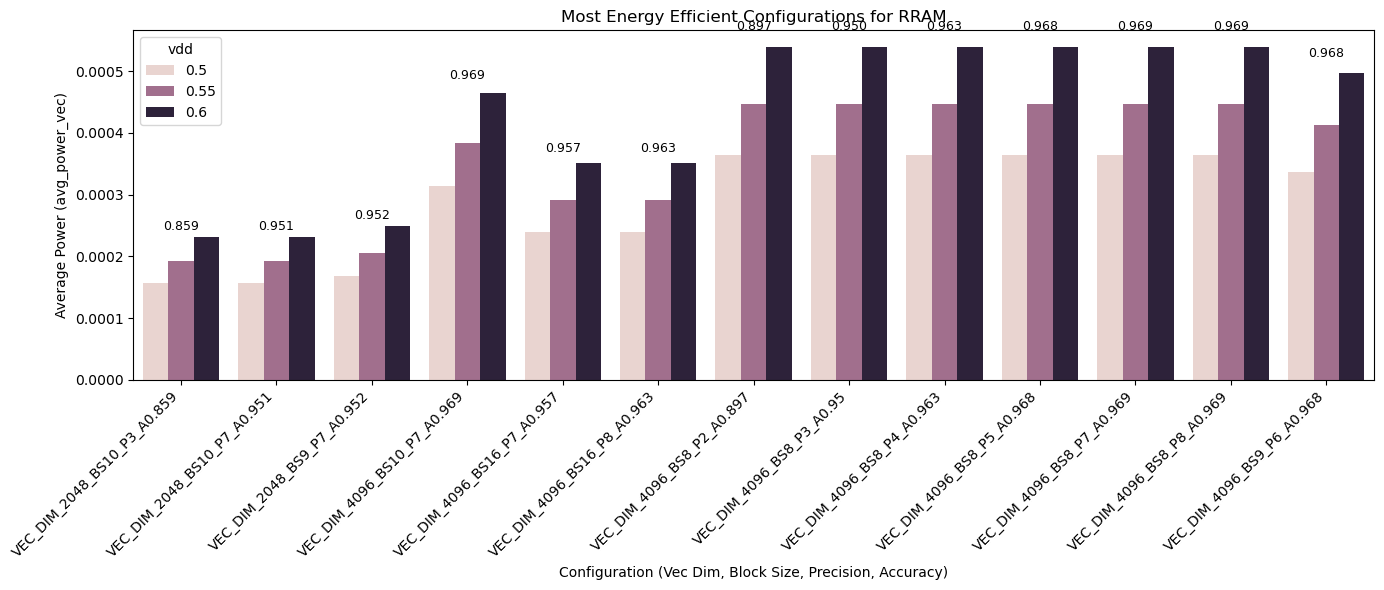 Most Energy Efficient Configurations for RRAM
vdd
0.5
0.55
0.6
0.859
0.951
0.952
0.969
0.957
0.963
0.897
0.950
0.963
0.968
0.969
0.969
0.968
Average Power (avg_power_vec)
0.0005
0.0004
0.0003
0.0002
0.0001
0.0000
VEC_DIM_2048_BS10_P3_A0.859
VEC_DIM_2048_BS10_P7_A0.951
VEC_DIM_2048_BS9_P7_A0.952
VEC_DIM_4096_BS10_P7_A0.969
VEC_DIM_4096_BS16_P7_A0.957
VEC_DIM_4096_BS16_P8_A0.963
VEC_DIM_4096_BS8_P2_A0.897
VEC_DIM_4096_BS8_P3_A0.95
VEC_DIM_4096_BS8_P4_A0.963
VEC_DIM_4096_BS8_P5_A0.968
VEC_DIM_4096_BS8_P7_A0.969
VEC_DIM_4096_BS8_P8_A0.969
VEC_DIM_4096_BS9_P6_A0.968
Configuration (Vec Dim, Block Size, Precision, Accuracy)